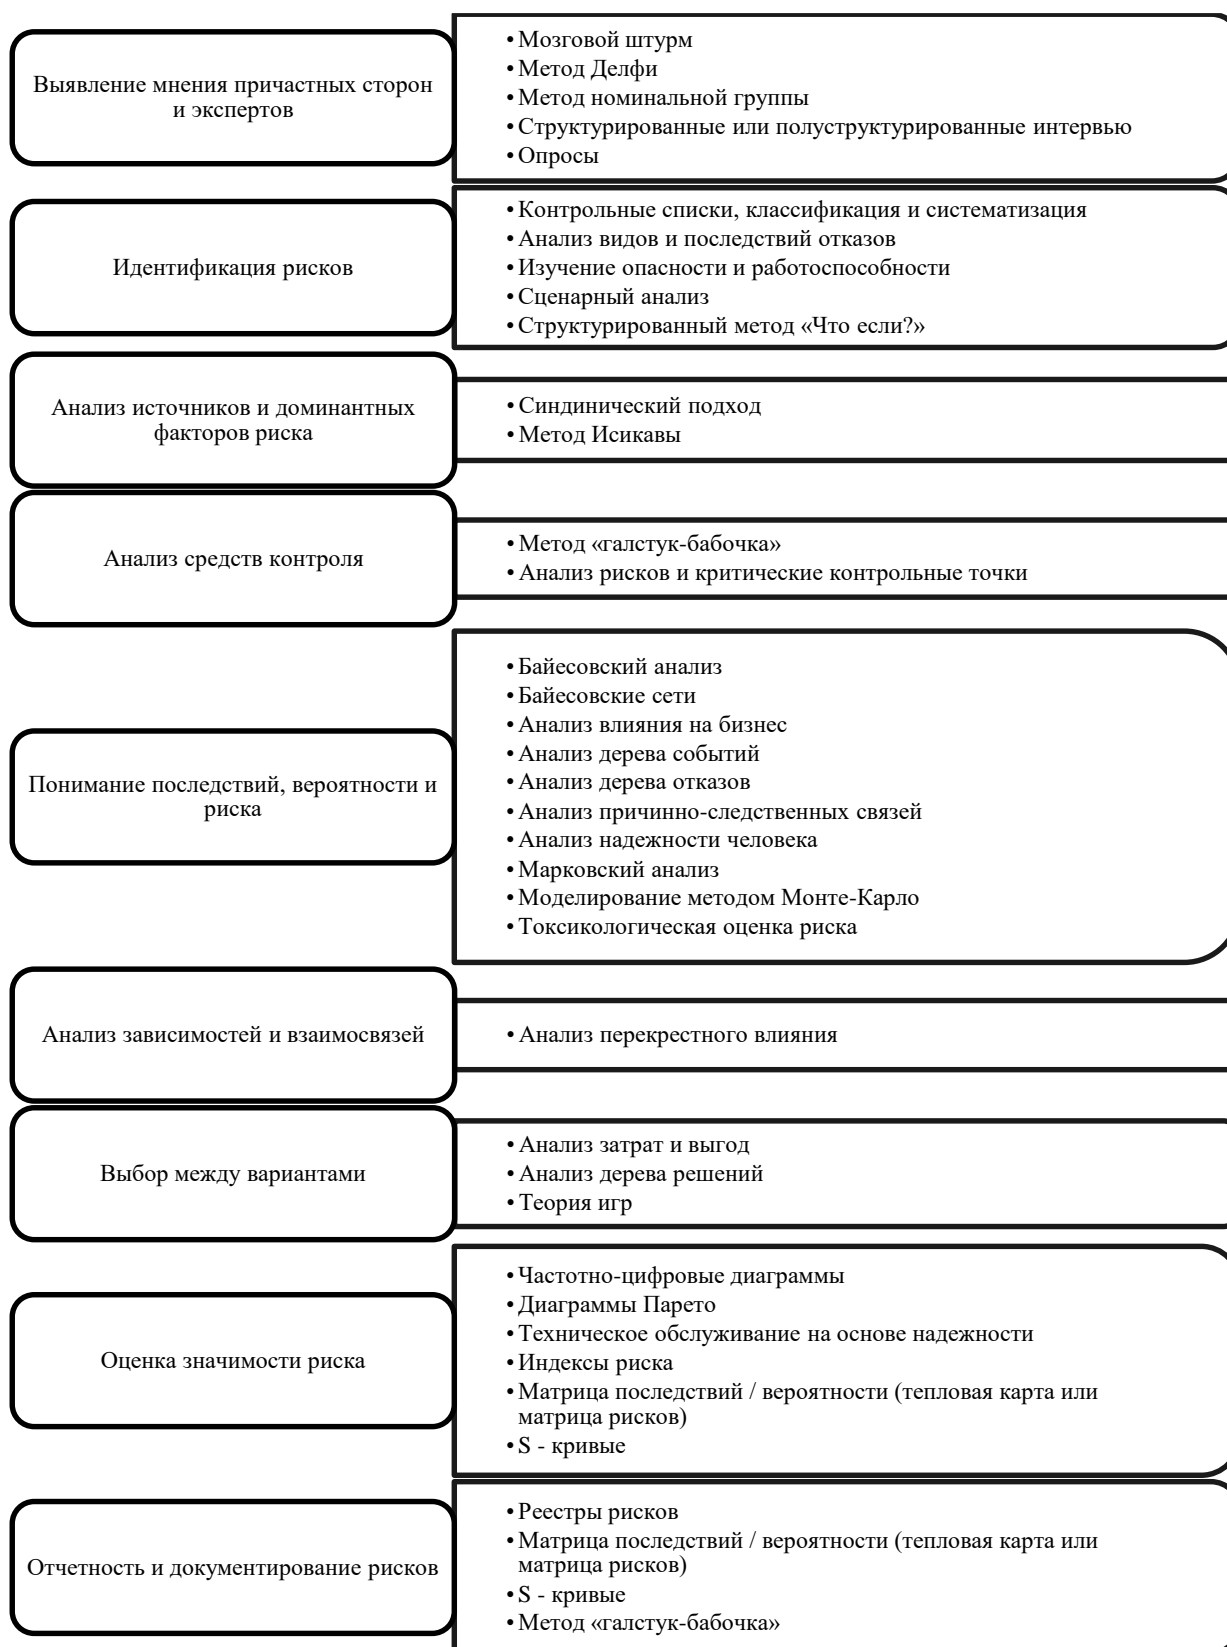 Выявление мнения причастных сторон
и экспертов
• Мозговой штурм
• Метод Делфи
• Метод номинальной группы
• Структурированные или полуструктурированные интервью
• Опросы
Идентификация рисков
• Контрольные списки, классификация и систематизация
• Анализ видов и последствий отказов
• Изучение опасности и работоспособности
• Сценарный анализ
• Структурированный метод «Что если?»
Анализ источников и доминантных
факторов риска
• Синдинический подход
• Метод Исикавы
Анализ средств контроля
• Метод «галстук-бабочка»
• Анализ рисков и критические контрольные точки
Понимание последствий, вероятности и
риска
• Байесовский анализ
• Байесовские сети
• Анализ влияния на бизнес
• Анализ дерева событий
• Анализ дерева отказов
• Анализ причинно-следственных связей
• Анализ надежности человека
• Марковский анализ
• Моделирование методом Монте-Карло
• Токсикологическая оценка риска
Анализ зависимостей и взаимосвязей
• Анализ перекрестного влияния
Выбор между вариантами
• Анализ затрат и выгод
• Анализ дерева решений
• Теория игр
Оценка значимости риска
• Частотно-цифровые диаграммы
• Диаграммы Парето
• Техническое обслуживание на основе надежности
• Индексы риска
• Матрица последствий / вероятности (тепловая карта или
матрица рисков)
• S - кривые
Отчетность и документирование рисков
• Реестры рисков
• Матрица последствий / вероятности (тепловая карта или
матрица рисков)
• S - кривые
• Метод «галстук-бабочка»